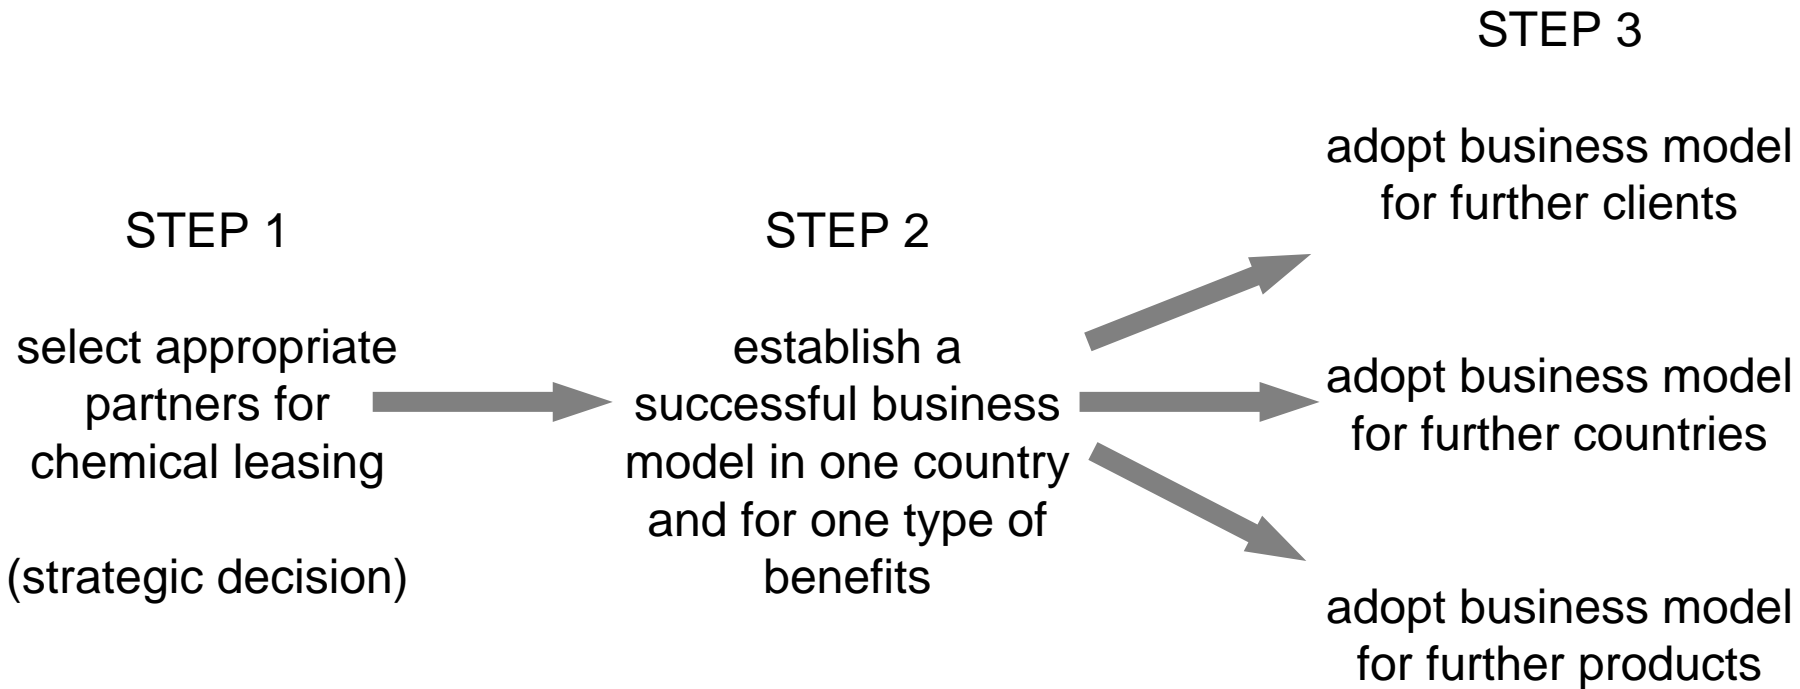 STEP 1
select appropriate
partners for
chemical leasing
(strategic decision)
STEP 2
establish a
successful business
model in one country
and for one type of
benefits
STEP 3
adopt business model
for further clients
adopt business model
for further countries
adopt business model
for further products